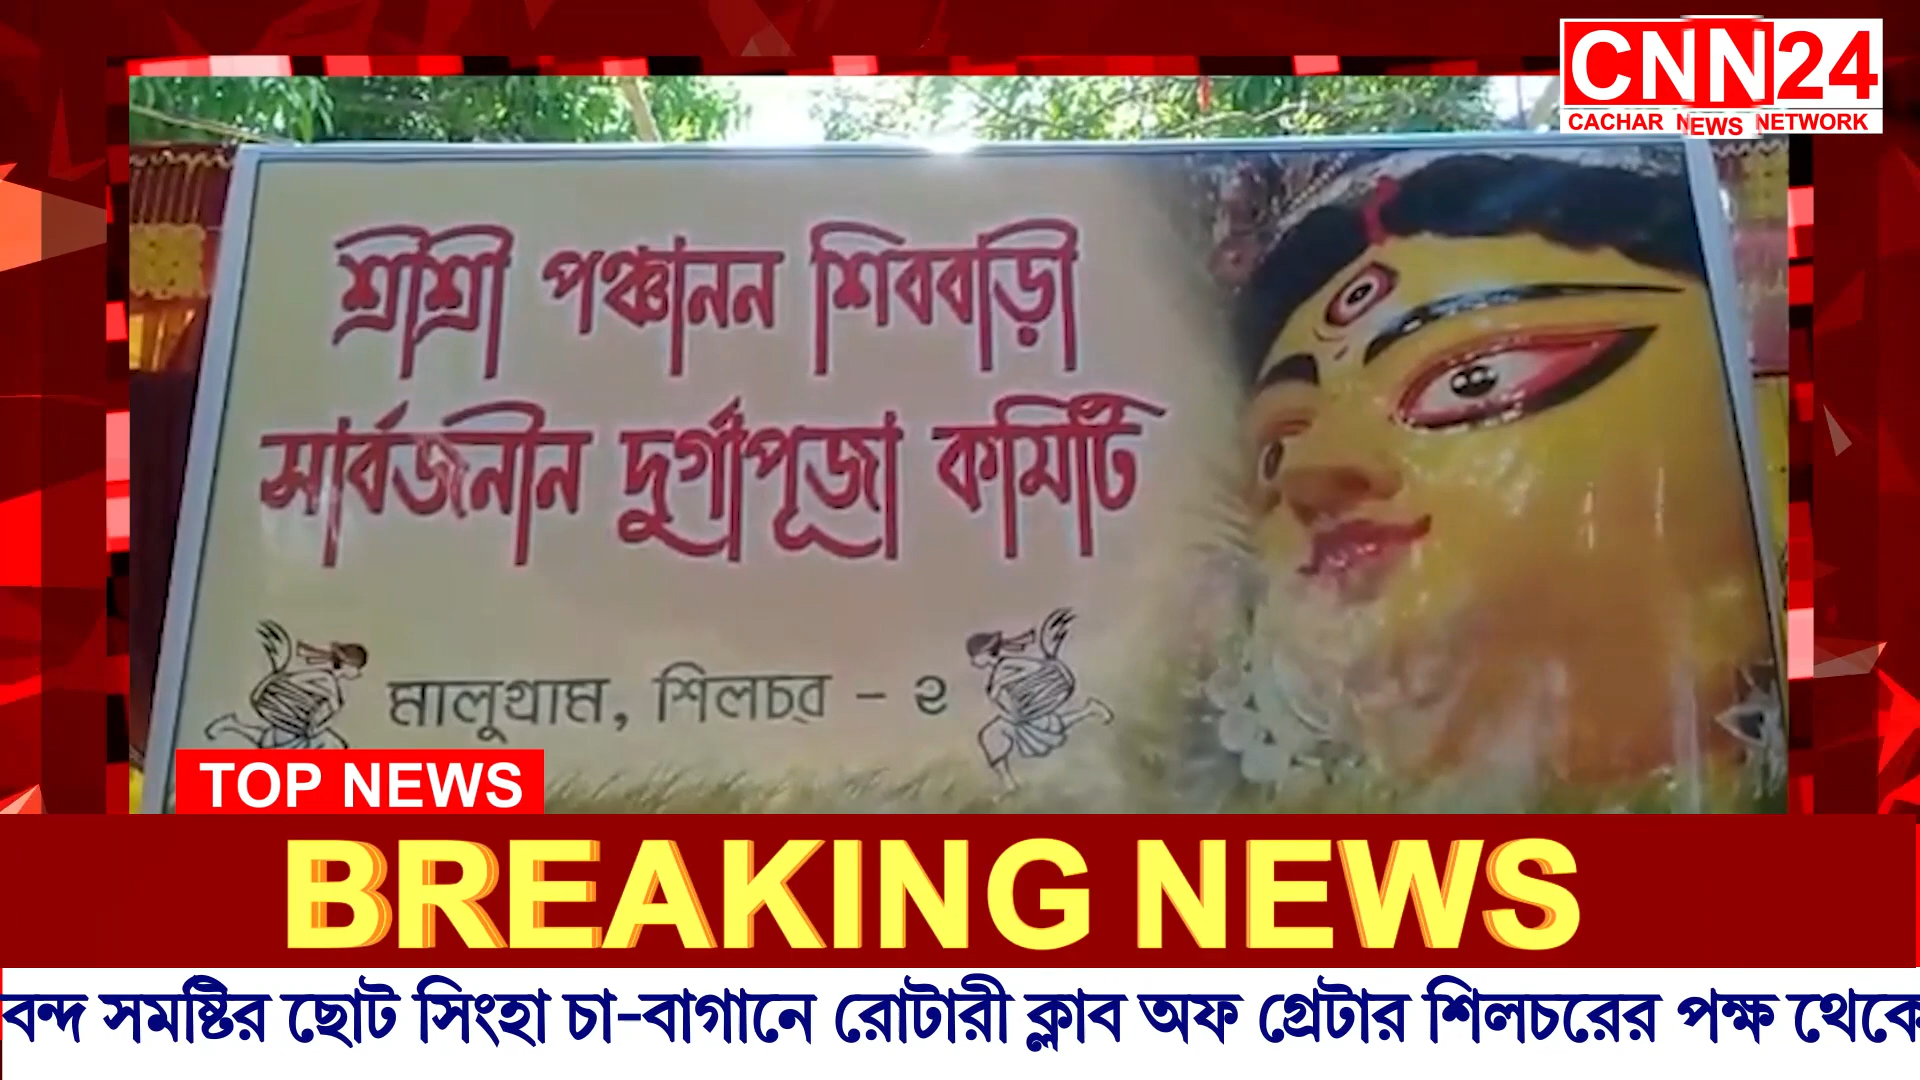 CNN24
CACHAR NEWS NETWORK
শ্রীশ্রী পঞ্চানন শিববাড়ী
সার্বজনীন দুর্গাপূজা কমিটি
মালুগ্রাম, শিলচর - ২
TOP NEWS
BREAKING NEWS
বন্দ সমষ্টির ছোট সিংহা চা-বাগানে রোটারী ক্লাব অফ গ্রেটার শিলচরের পক্ষ থেকে